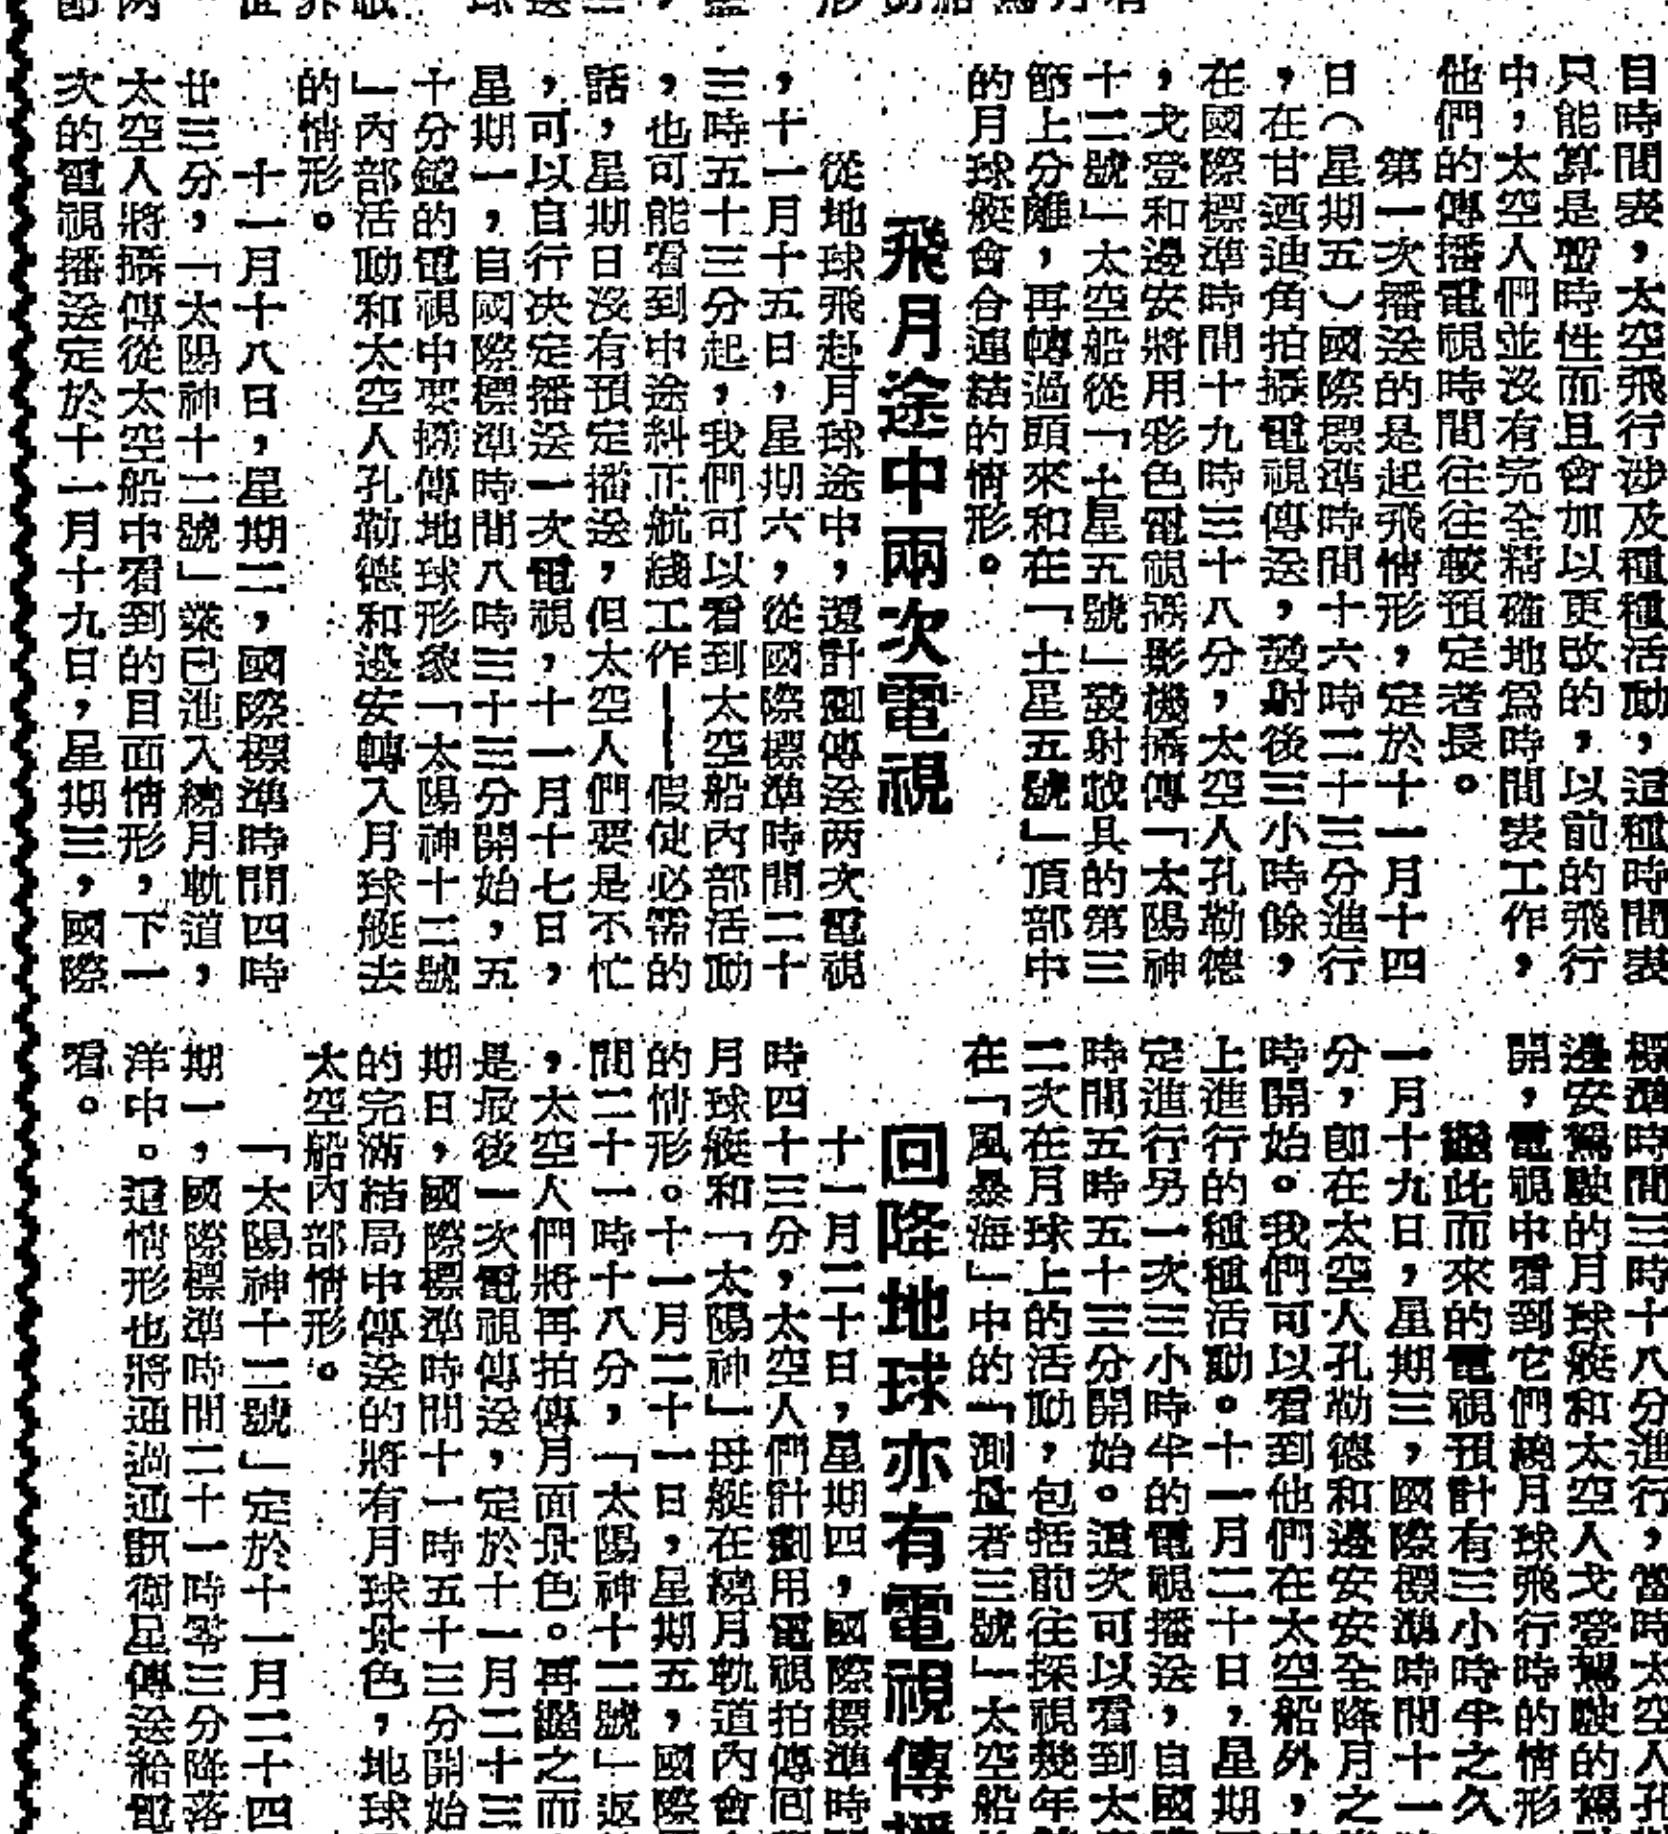 目時間表，太空飛行涉及種種活動，這種時間表
只能算是暫時性而且會加以更改的，以前的飛行
中，太空人們並沒有完全精確地爲時間表工作，
他們的傳播電視時間往往較預定者長。
第一次播送的是起飛情形，定於十一月十四
日（星期五）國際標準時間十六時二十三分進行
，在甘迺迪角拍攝電視傳送，發射後三小時餘，
在國際標準時間十九時三十八分，太空人孔勒德
，戈登和邊安將用彩色電視攝影機攝傳「太陽神
十二號」太空船從「土星五號」發射載具的第三
節上分離，再轉過頭來和在「土星五號」頂部中
的月球艇會合連結的情形。
飛月途中兩次電視
從地球飛赴月球途中，還計劃傳送两次電視
，十一月十五日，星期六，從國際標準時間二十
三時五十三分起，我們可以看到太空船內部活動
，也可能看到中途糾正航綫工作——假使必需的
話，星期日沒有預定播送，但太空人們要是不忙
，可以自行決定播送一次電視，十一月十七日，
星期一，自國際標準時間八時三十三分開始，五
十分鐘的電視中要攝傳地球形象「太陽神十二號
」內部活動和太空人孔勒德和邊安轉入月球艇去
的情形。
十一月十八日，星期二，國際標準時間四時
廿三分，「太陽神十二號」業已進入繞月軌道，
太空人將攝傳從太空船中看到的目面情形，下一
次的電視播送定於十一月十九日，星期三，國際
標準時間三時十八分進行，當時太空人孔
邊安駕駛的月球艇和太空人戈登駕駛的
開，電視中看到它們繞月球飛行時的情形
繼此而來的電視預計有三小時半之久
一月十九日，星期三，國際標準時間十一
分，卽在太空人孔勒德和邊安安全降月之
時開始。我們可以看到他們在太空船外，
上進行的種種活動。十一月二十日，星期
定進行另一次三小時半的電視播送，自國
時間五時五十三分開始。這次可以看到太
二次在月球上的活動，包括前往探視幾年
在「風暴海」中的「測量者三號」太空船
回降地球亦有電視傳播
十一月二十日，星期四，國際標準時
時四十三分，太空人們計劃用電視拍傳回
月球艇和「太陽神」母艇在繞月軌道內會
的情形。十一月二十一日，星期五，國際
間二十一時十八分，「太陽神十二號」返
，太空人們將再拍傳月面景色。再繼之而
是最後一次電視傳送，定於十一月二十三
期日，國際標準時間十一時五十三分開始
的完滿結局中傳送的將有月球景色，地球
太空船內部情形。
「太陽神十二號」定於十一月二十四
期一，國際標準時間二十一時零三分降落
洋中。這情形也將通過通訊衛星傳送給電
看。